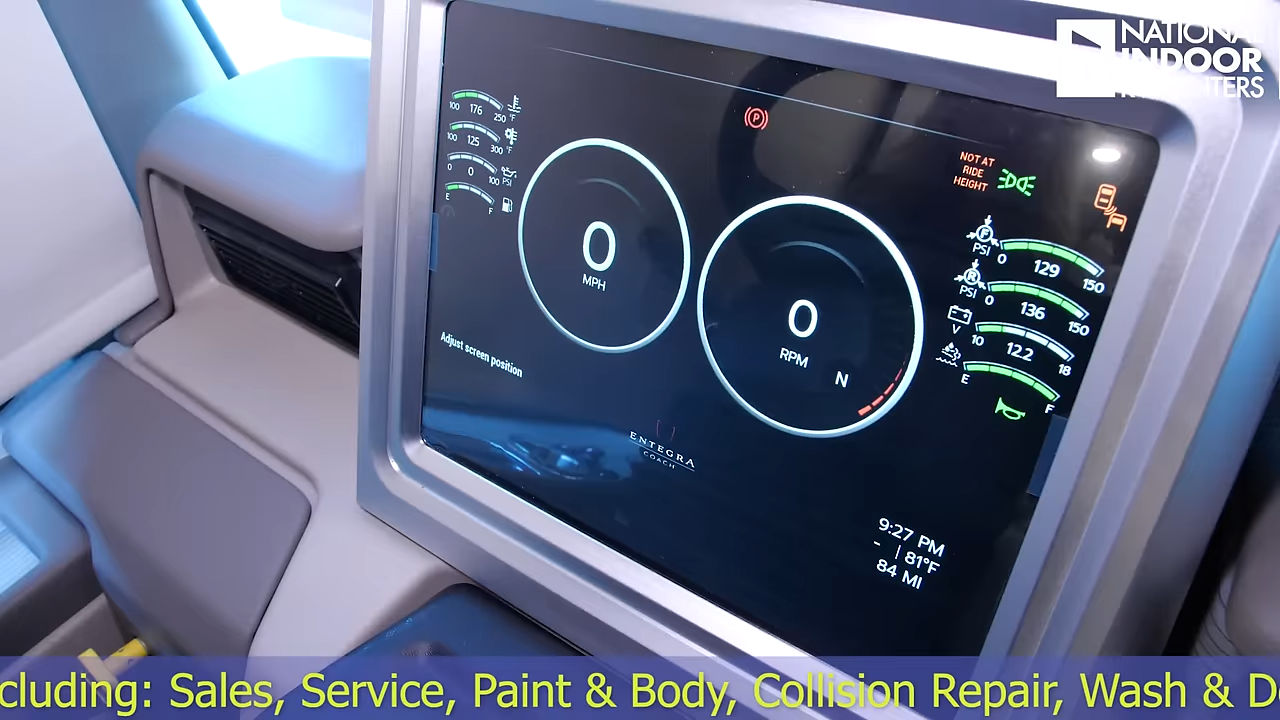 NATIONAL
INDOOR
100 176 250 °F
100 125 300 °F
0 0 100 PSI
E F
0
MPH
P
0
RPM
N
NOT AT
RIDE
HEIGHT
F
PSI 0 129 150
R
PSI 0 136 150
V 10 12.2 18
E F
Adjust screen position
ENTEGRA
COACH
9:27 PM
- | 81°F
84 MI
cluding: Sales, Service, Paint & Body, Collision Repair, Wash & D